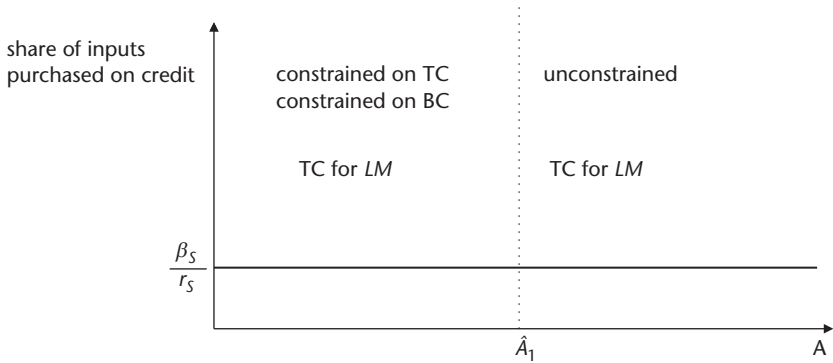 share of inputs
purchased on credit
constrained on TC
constrained on BC
unconstrained
TC for LM
TC for LM
β_S
r_S
Â₁
A